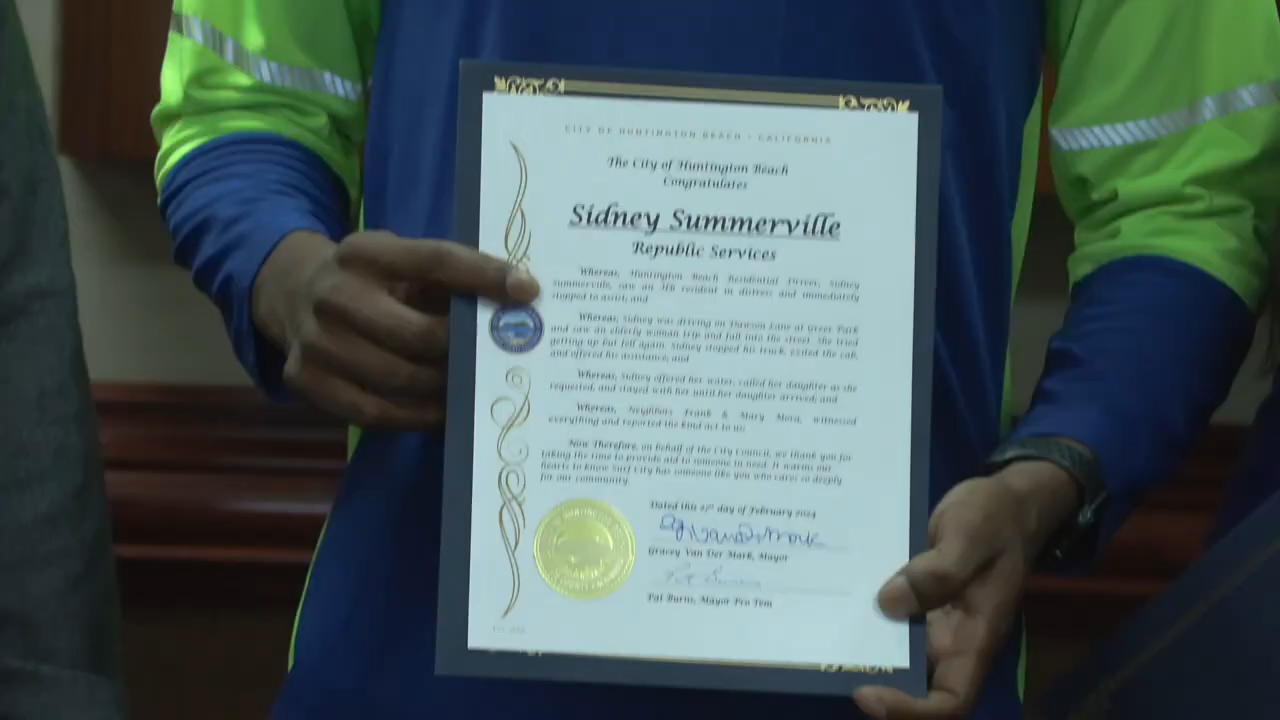 CITY OF HUNTINGTON BEACH • CALIFORNIA
The City of Huntington Beach
Congratulates
Sidney Summerville
Republic Services
Whereas, Huntington Beach Residential Driver, Sidney
Summerville, saw an HB resident in distress and immediately
stopped to assist; and
Whereas, Sidney was driving on Dawson Lane at Greer Park
and saw an elderly woman trip and fall into the street. She tried
getting up but fell again. Sidney stopped his truck, exited the cab,
and offered his assistance; and
Whereas, Sidney offered her water, called her daughter as she
requested, and stayed with her until her daughter arrived; and
Whereas, Neighbors Frank & Mary Mora, witnessed
everything and reported the kind act to us;
Now Therefore, on behalf of the City Council, we thank you for
taking the time to provide aid to someone in need. It warms our
hearts to know Surf City has someone like you who cares so deeply
for our community.
Dated this 27th day of February 2024
Gracey Van Der Mark, Mayor
Pat Burns, Mayor Pro Tem